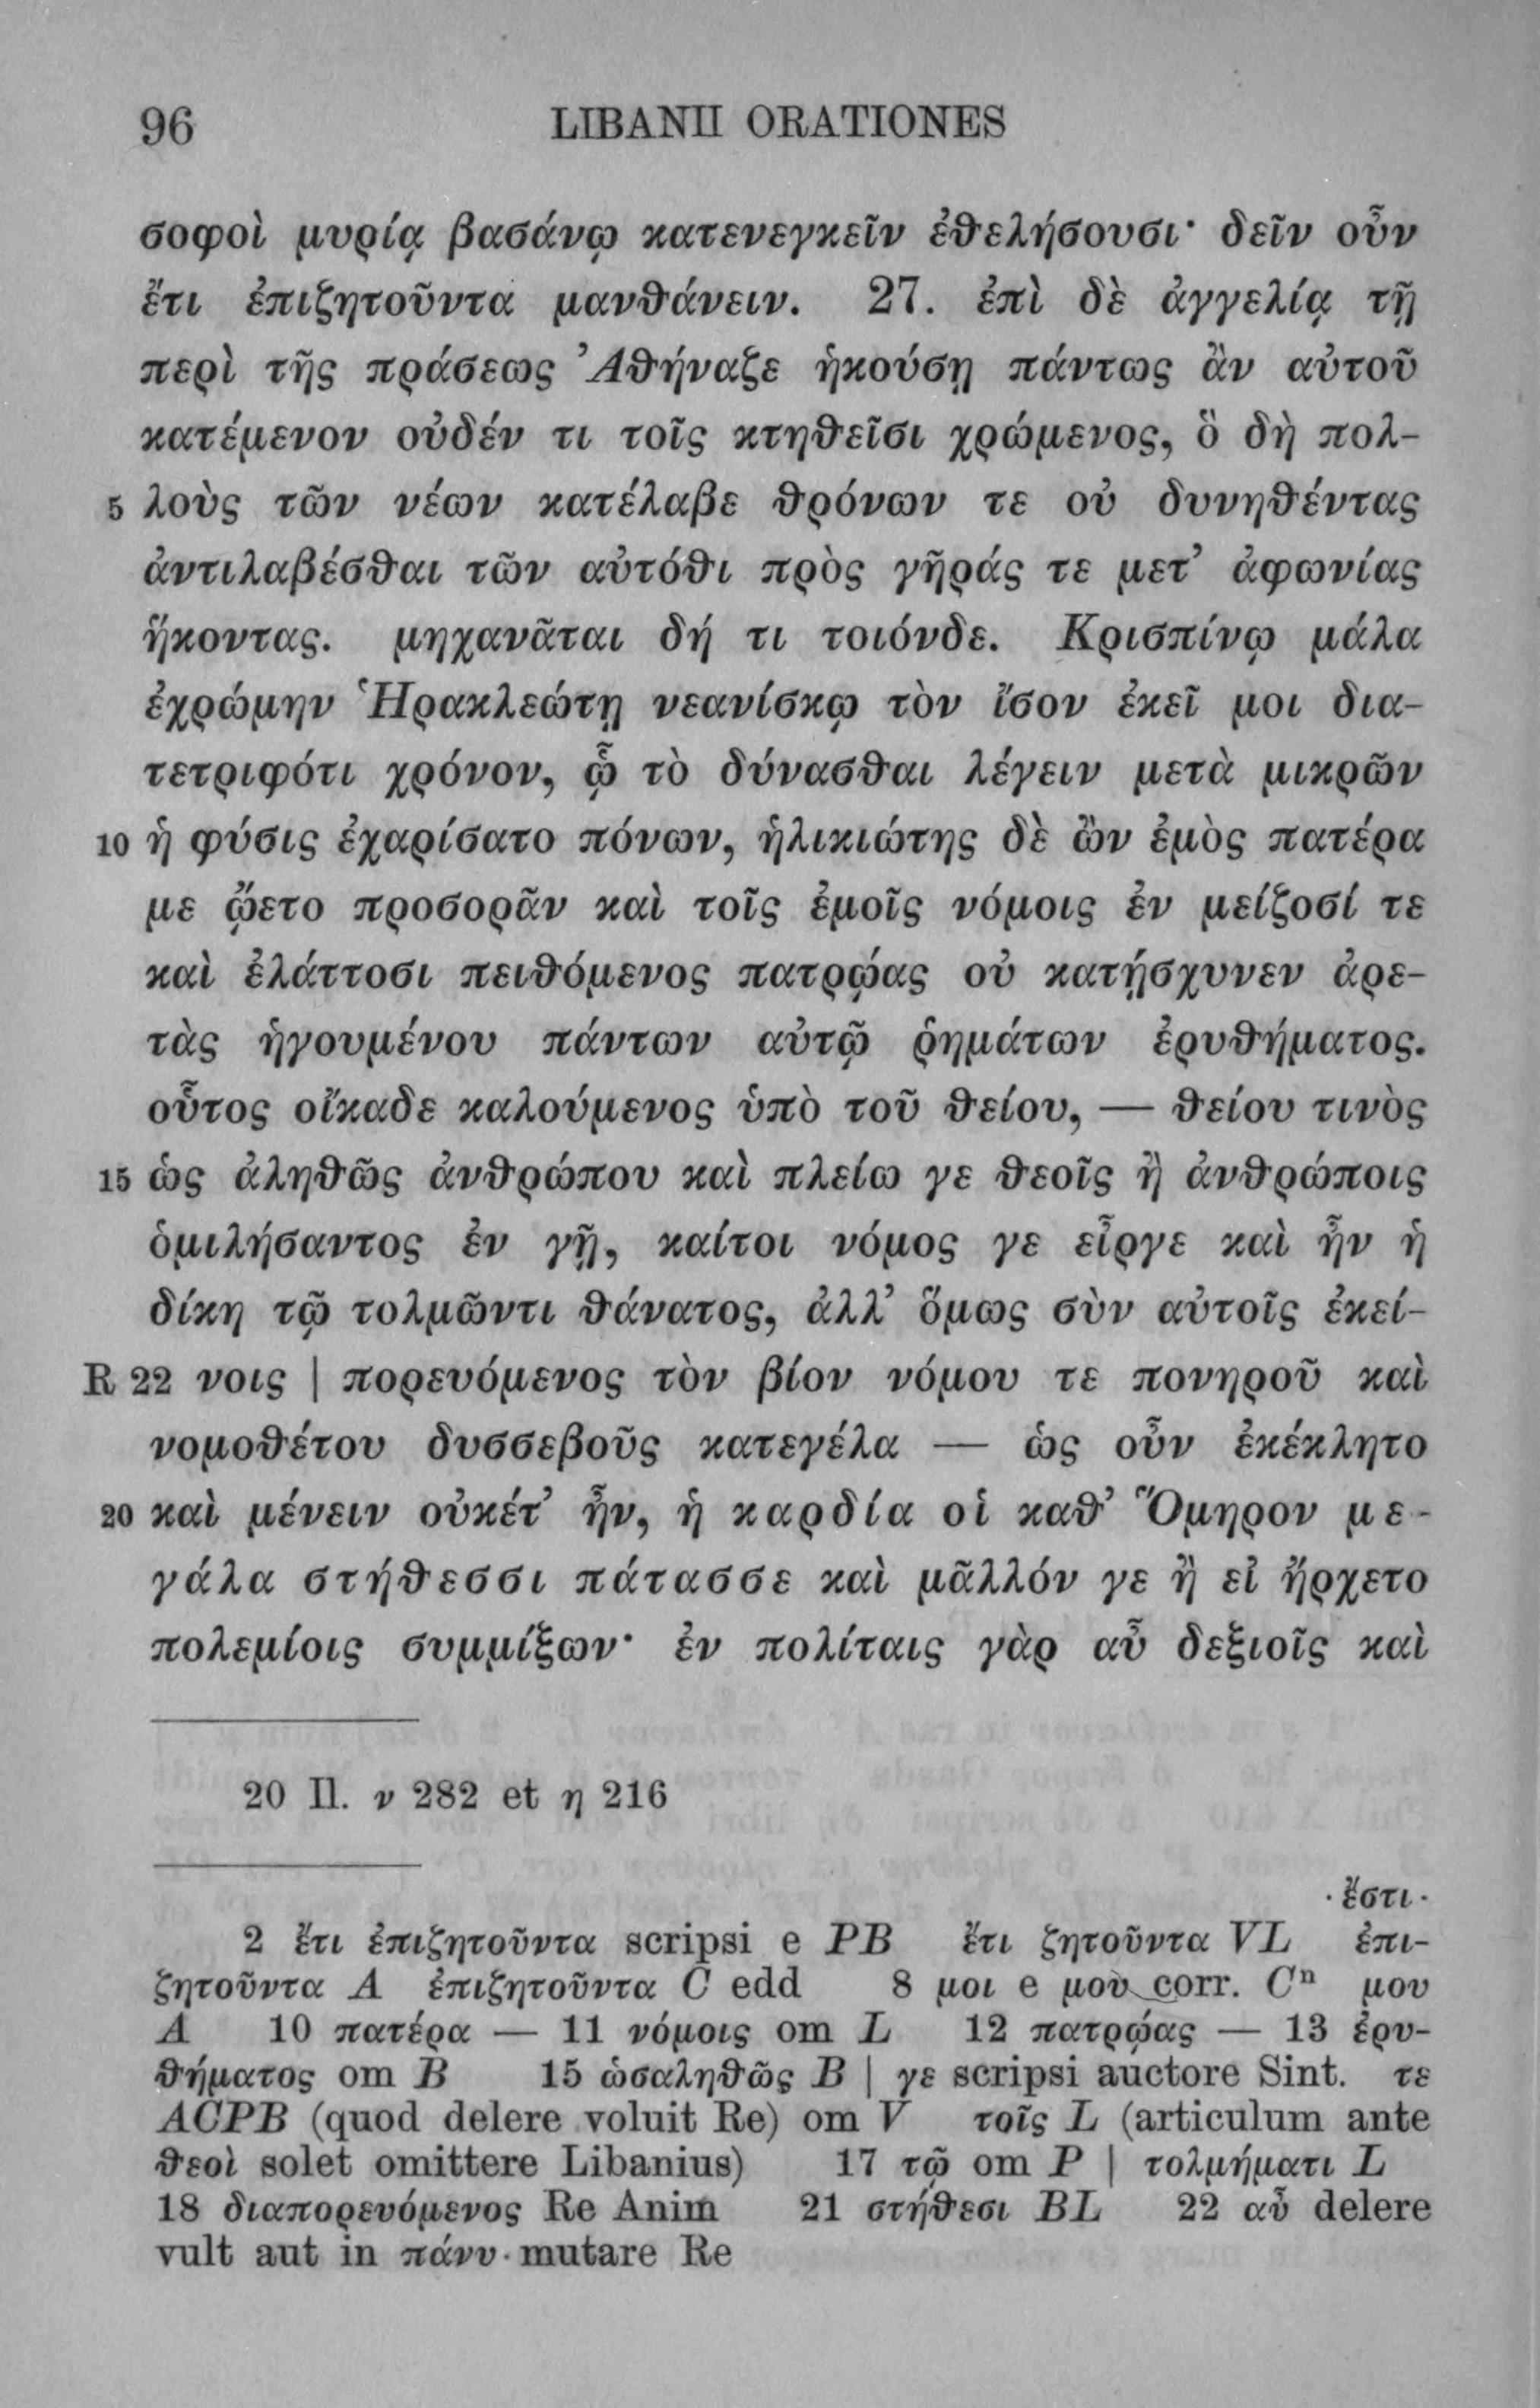 96 LIBANII ORATIONES
σοφοὶ μυρίᾳ βασάνῳ κατενεγκεῖν ἐθελήσουσι· δεῖν οὖν
ἔτι ἐπιζητοῦντα μανθάνειν. 27. ἐπὶ δὲ ἀγγελίᾳ τῇ
περὶ τῆς πράσεως Ἀθήναζε ἡκούσῃ πάντως ἂν αὐτοῦ
κατέμενον οὐδέν τι τοῖς κτηθεῖσι χρώμενος, ὃ δὴ πολ-
5 λοὺς τῶν νέων κατέλαβε θρόνων τε οὐ δυνηθέντας
ἀντιλαβέσθαι τῶν αὐτόθι πρὸς γῆράς τε μετ’ ἀφωνίας
ἥκοντας. μηχανᾶται δή τι τοιόνδε. Κρισπίνῳ μάλα
ἐχρώμην Ἡρακλεώτῃ νεανίσκῳ τὸν ἴσον ἐκεῖ μοι δια-
τετριφότι χρόνον, ᾧ τὸ δύνασθαι λέγειν μετὰ μικρῶν
10 ἡ φύσις ἐχαρίσατο πόνων, ἡλικιώτης δὲ ὢν ἐμὸς πατέρα
με ᾤετο προσορᾶν καὶ τοῖς ἐμοῖς νόμοις ἐν μείζοσί τε
καὶ ἐλάττοσι πειθόμενος πατρῴας οὐ κατῄσχυνεν ἀρε-
τὰς ἡγουμένου πάντων αὐτῷ ῥημάτων ἐρυθήματος.
οὗτος οἴκαδε καλούμενος ὑπὸ τοῦ θείου, — θείου τινὸς
15 ὡς ἀληθῶς ἀνθρώπου καὶ πλείω γε θεοῖς ἢ ἀνθρώποις
ὁμιλήσαντος ἐν γῇ, καίτοι νόμος γε εἶργε καὶ ἦν ἡ
δίκη τῷ τολμῶντι θάνατος, ἀλλ’ ὅμως σὺν αὐτοῖς ἐκεί-
R 22 νοις | πορευόμενος τὸν βίον νόμου τε πονηροῦ καὶ
νομοθέτου δυσσεβοῦς κατεγέλα — ὡς οὖν ἐκέκλητο
20 καὶ μένειν οὐκέτ’ ἦν, ἡ καρδία οἱ καθ’ Ὅμηρον με-
γάλα στήθεσσι πάτασσε καὶ μᾶλλόν γε ἢ εἰ ἤρχετο
πολεμίοις συμμίξων· ἐν πολίταις γὰρ αὖ δεξιοῖς καὶ
20 Il. ν 282 et η 216
·ἔστι·
2 ἔτι ἐπιζητοῦντα scripsi e PB ἔτι ζητοῦντα VL ἐπι-
ζητοῦντα A ἐπιζητοῦντα C edd 8 μοι e μου corr. Cⁿ μου
A 10 πατέρα — 11 νόμοις om L 12 πατρῴας — 13 ἐρυ-
θήματος om B 15 ὡσαληθῶς B | γε scripsi auctore Sint. τε
ACPB (quod delere voluit Re) om V τοῖς L (articulum ante
θεοὶ solet omittere Libanius) 17 τῷ om P | τολμήματι L
18 διαπορευόμενος Re Anim 21 στήθεσι BL 22 αὖ delere
vult aut in πάνυ mutare Re